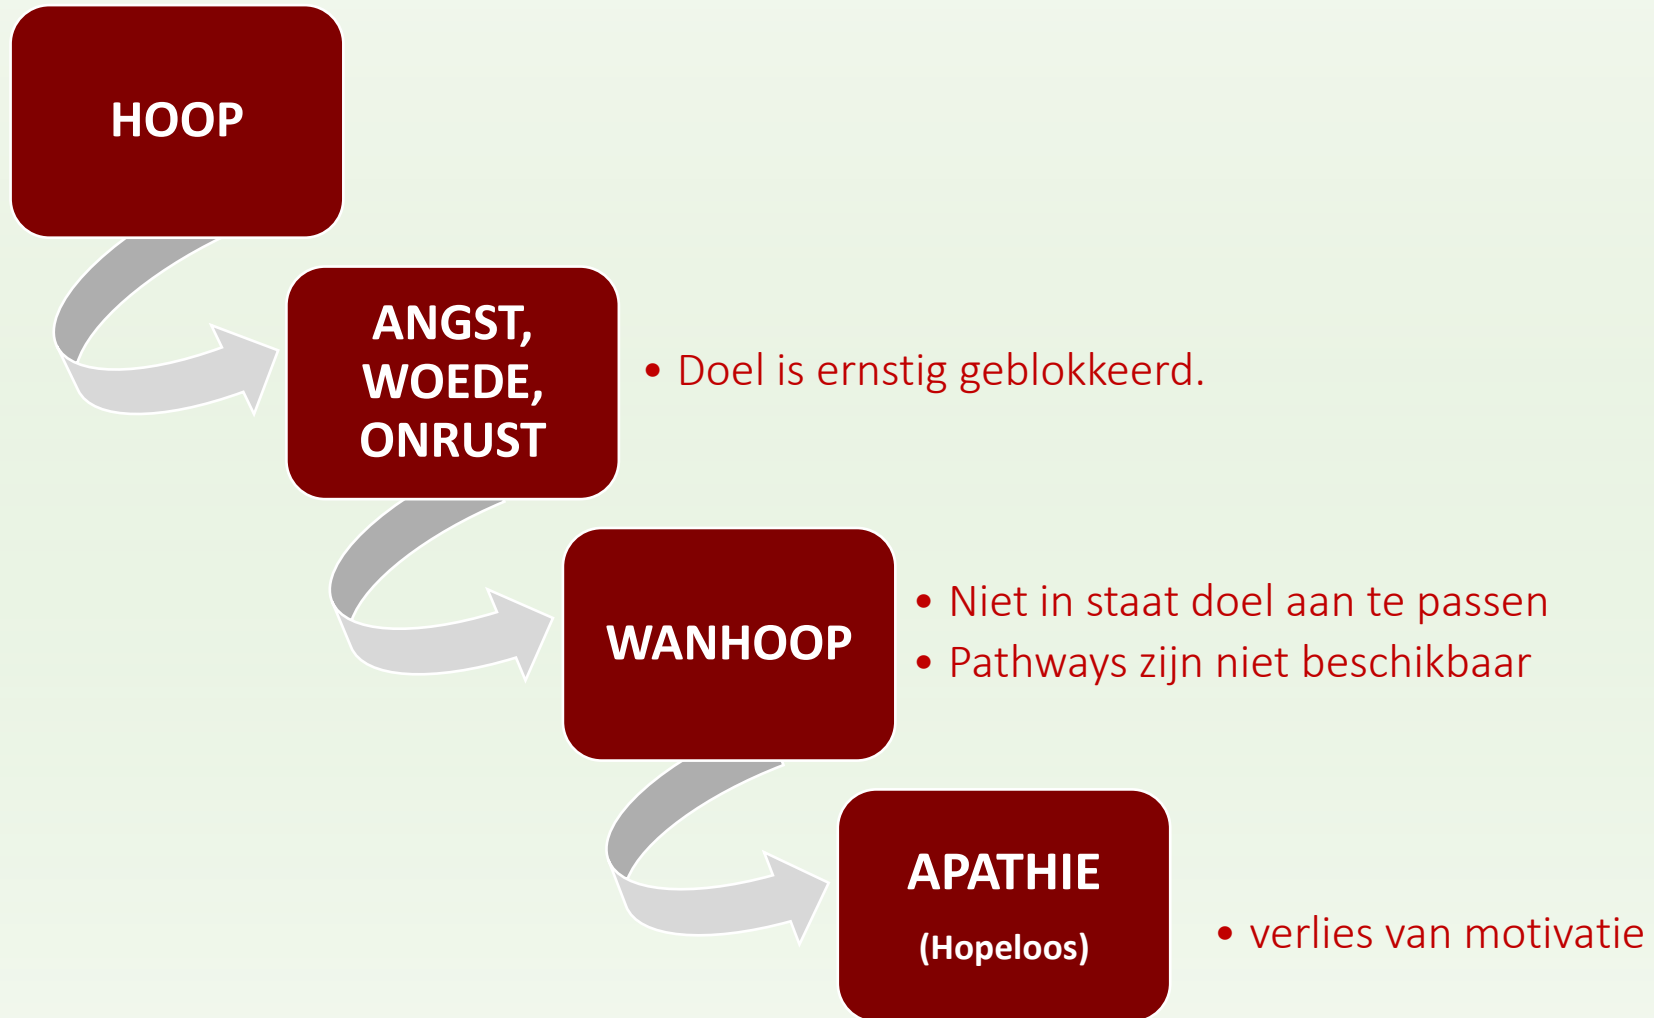 HOOP
ANGST,
WOEDE,
ONRUST
• Doel is ernstig geblokkeerd.
WANHOOP
• Niet in staat doel aan te passen
• Pathways zijn niet beschikbaar
APATHIE
(Hopeloos)
• verlies van motivatie